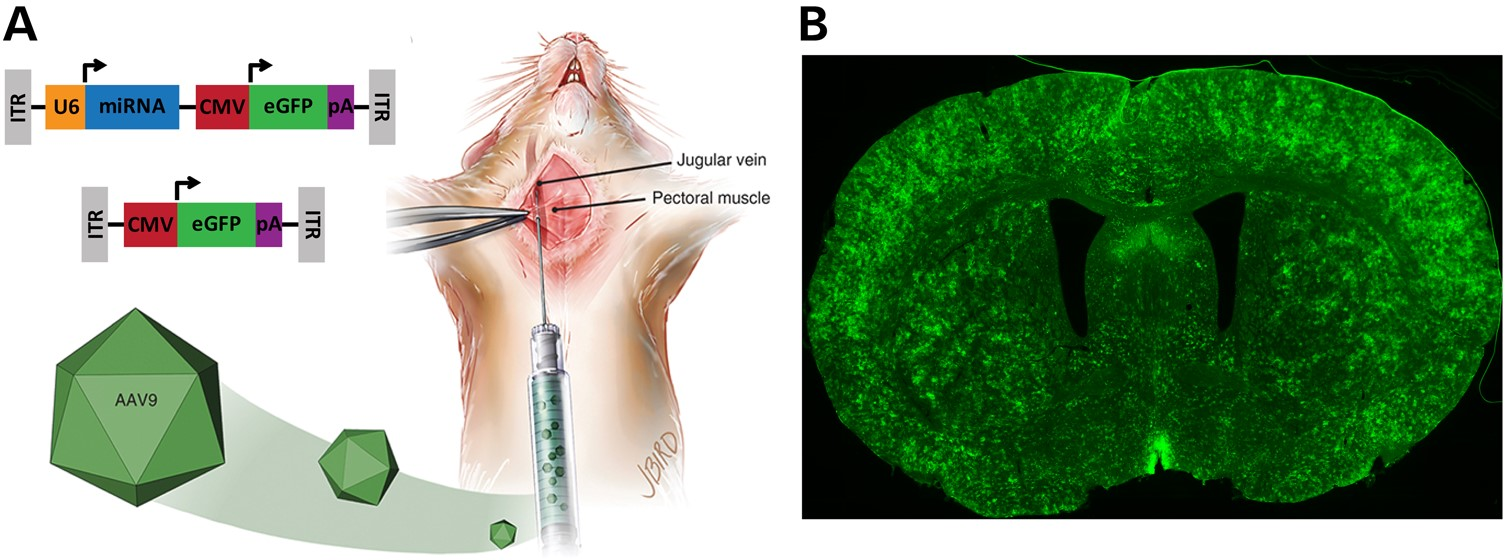 A
B
ITR U6 miRNA CMV eGFP pA ITR
ITR CMV eGFP pA ITR
Jugular vein
Pectoral muscle
AAV9
JBIRD